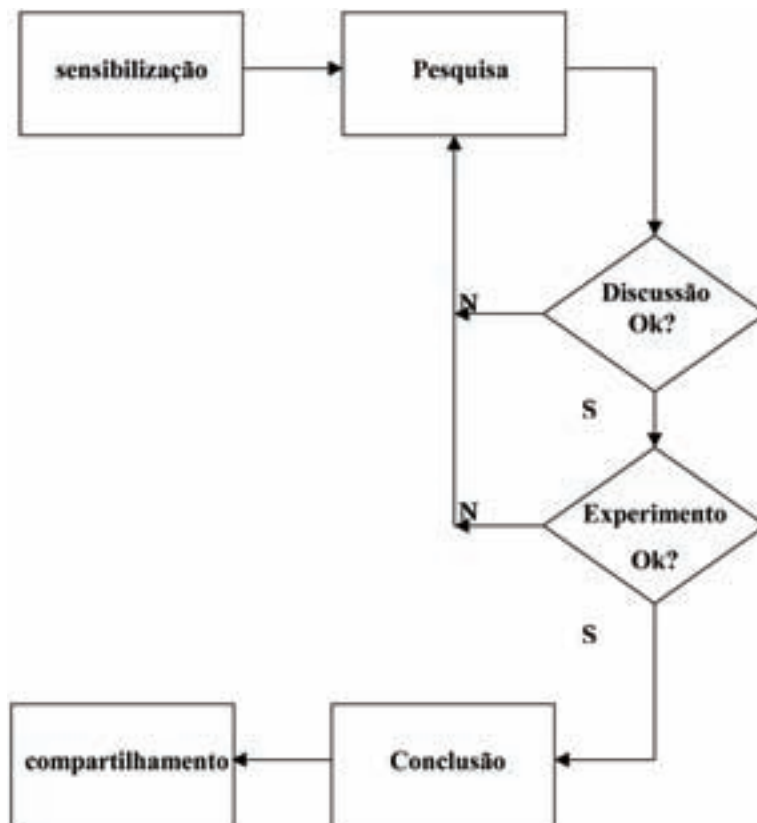 sensibilização
Pesquisa
Discussão
Ok?
N
S
Experimento
Ok?
N
S
Conclusão
compartilhamento